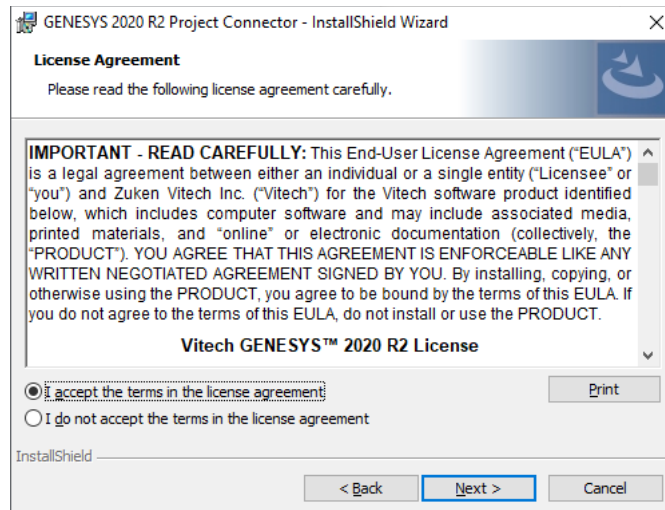 GENESYS 2020 R2 Project Connector - InstallShield Wizard
License Agreement
Please read the following license agreement carefully.
IMPORTANT - READ CAREFULLY: This End-User License Agreement (“EULA”)
is a legal agreement between either an individual or a single entity (“Licensee” or
“you”) and Zuken Vitech Inc. (“Vitech”) for the Vitech software product identified
below, which includes computer software and may include associated media,
printed materials, and “online” or electronic documentation (collectively, the
“PRODUCT”). YOU AGREE THAT THIS AGREEMENT IS ENFORCEABLE LIKE ANY
WRITTEN NEGOTIATED AGREEMENT SIGNED BY YOU. By installing, copying, or
otherwise using the PRODUCT, you agree to be bound by the terms of this EULA. If
you do not agree to the terms of this EULA, do not install or use the PRODUCT.
Vitech GENESYS™ 2020 R2 License
I accept the terms in the license agreement
Print
I do not accept the terms in the license agreement
InstallShield
< Back
Next >
Cancel